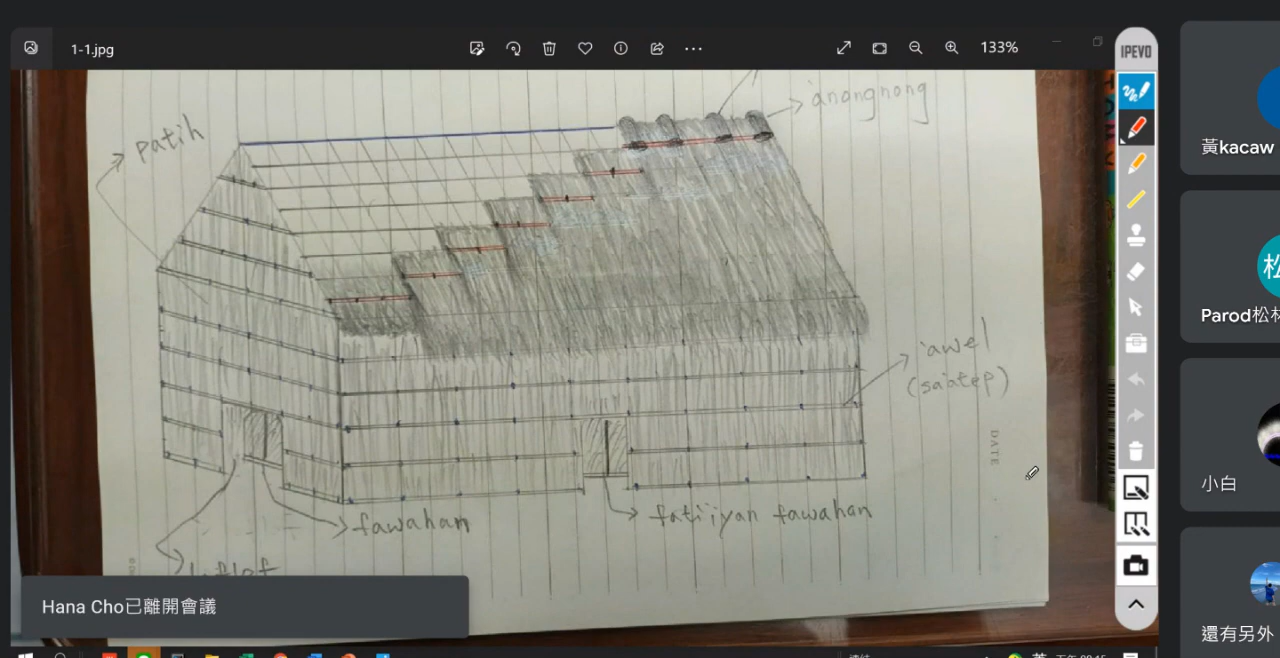 1-1.jpg
133%
IPEVO
patih
'anangnang
'awel
(sa'atep)
DATE
fawahan
fati'iyan fawahan
黃kacaw
Parod松林
小白
還有另外
Hana Cho已離開會議